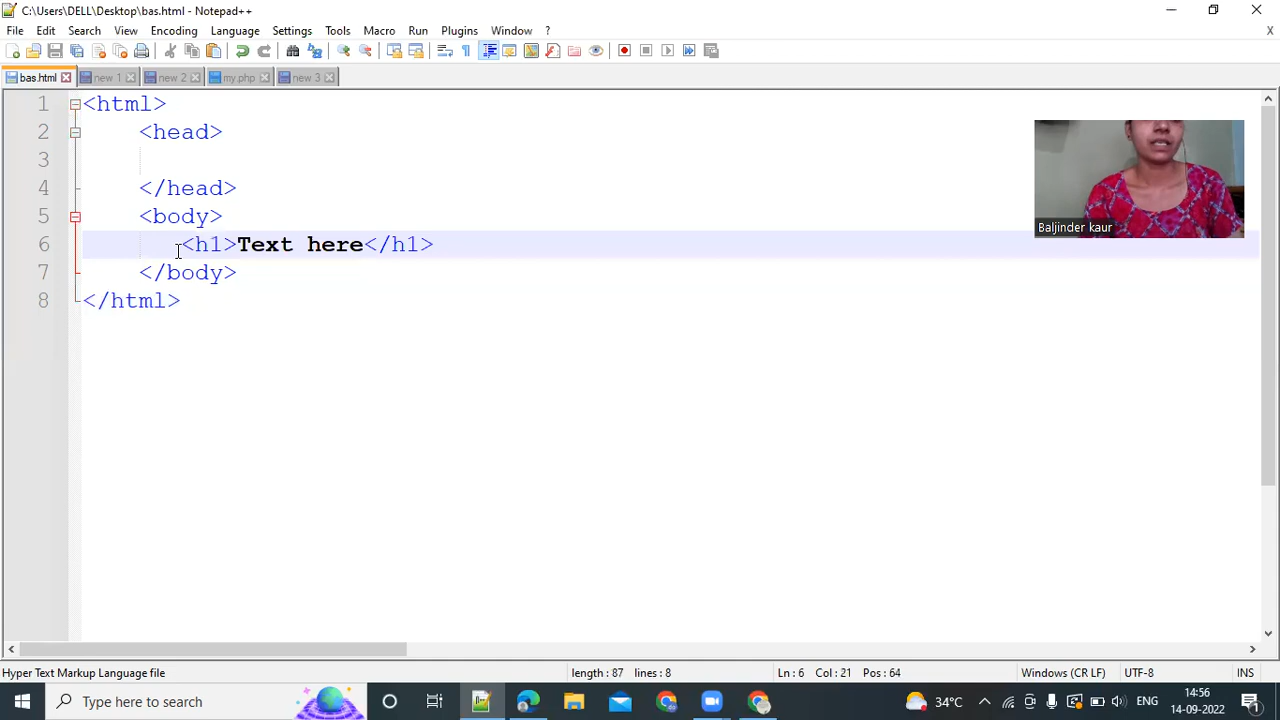 C:\Users\DELL\Desktop\bas.html - Notepad++
File Edit Search View Encoding Language Settings Tools Macro Run Plugins Window ? X
bas.html new 1 new 2 my.php new 3
1 <html>
2 <head>
3
4 </head>
5 <body>
6 <h1>Text here</h1>
7 </body>
8 </html>
Baljinder kaur
Hyper Text Markup Language file length : 87 lines : 8 Ln : 6 Col : 21 Pos : 64 Windows (CR LF) UTF-8 INS
Type here to search 34°C ENG 14:56
14-09-2022 1